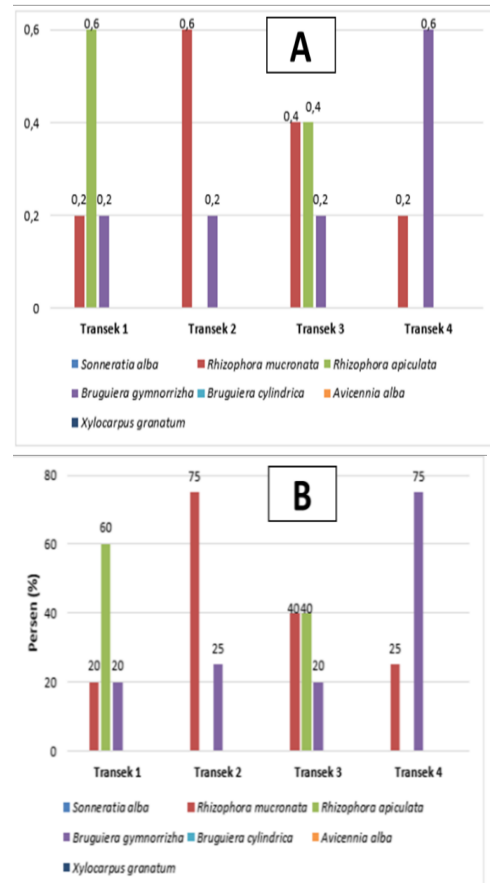 A
0,6
0,4
0,2
0
0,2 0,6 0,2 0,6 0,2 0,4 0,4 0,2 0,2 0,6
Transek 1 Transek 2 Transek 3 Transek 4
Sonneratia alba Rhizophora mucronata Rhizophora apiculata
Bruguiera gymnorrizha Bruguiera cylindrica Avicennia alba
Xylocarpus granatum
B
Persen (%)
80
60
40
20
0
20 60 20 75 25 40 40 20 25 75
Transek 1 Transek 2 Transek 3 Transek 4
Sonneratia alba Rhizophora mucronata Rhizophora apiculata
Bruguiera gymnorrizha Bruguiera cylindrica Avicennia alba
Xylocarpus granatum